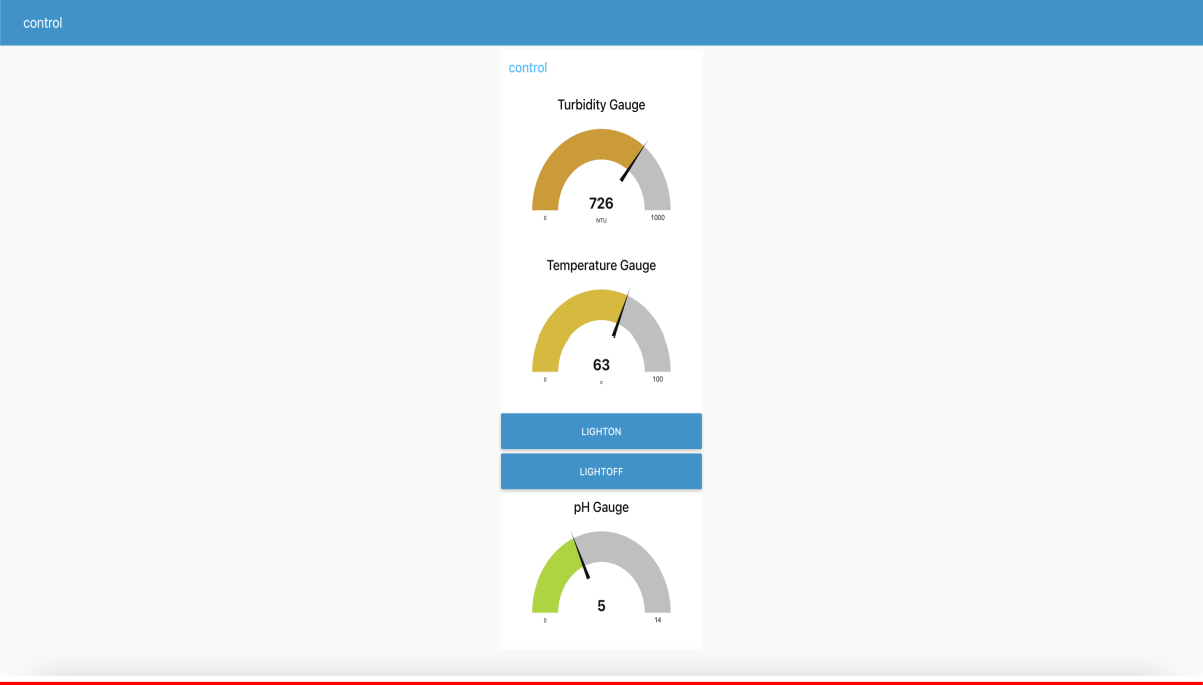 control
control
Turbidity Gauge
726
NTU
0
1000
Temperature Gauge
63
c
0
100
LIGHTON
LIGHTOFF
pH Gauge
5
0
14